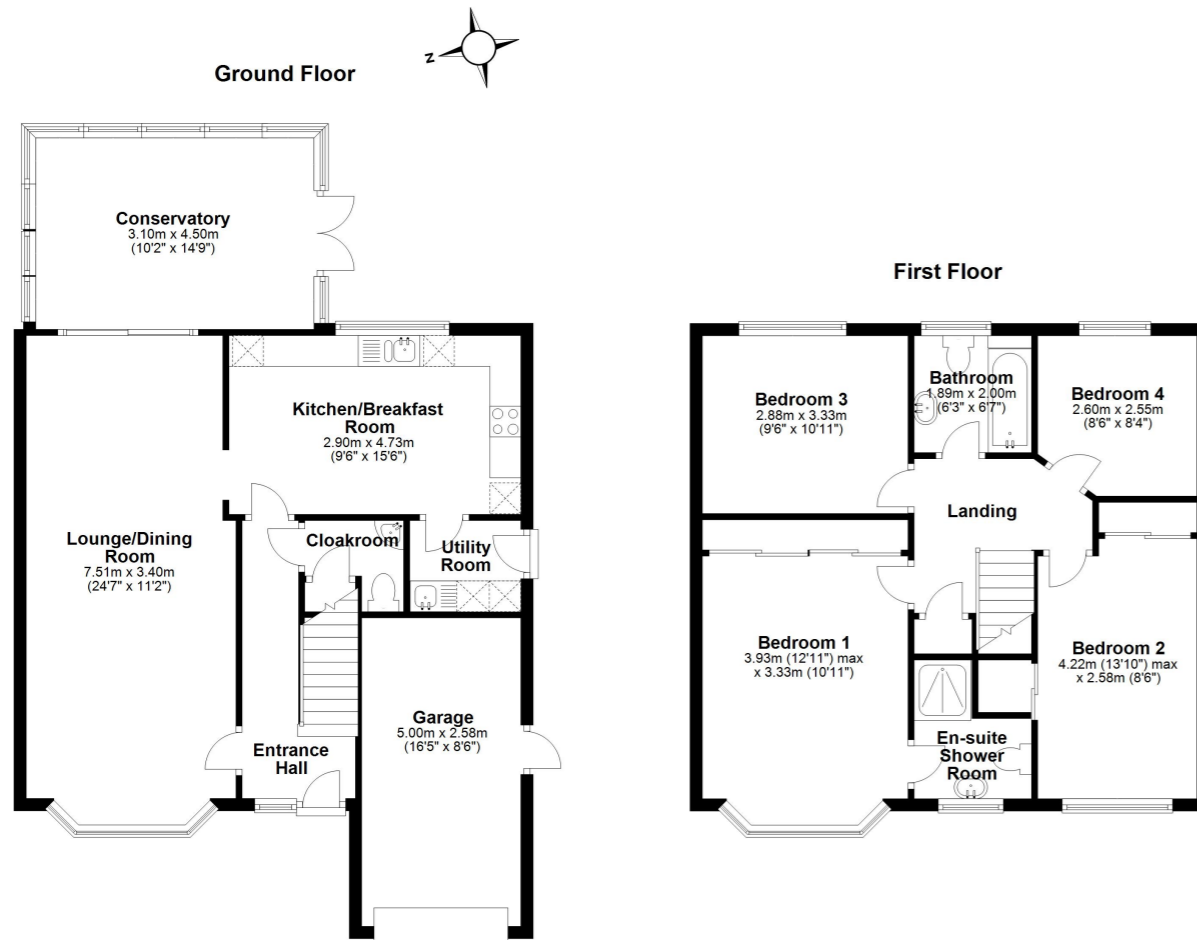 N
Ground Floor
Conservatory
3.10m x 4.50m
(10'2" x 14'9")
Kitchen/Breakfast
Room
2.90m x 4.73m
(9'6" x 15'6")
Lounge/Dining
Room
7.51m x 3.40m
(24'7" x 11'2")
Cloakroom
Utility
Room
Garage
5.00m x 2.58m
(16'5" x 8'6")
Entrance
Hall
First Floor
Bedroom 3
2.88m x 3.33m
(9'6" x 10'11")
Bathroom
1.89m x 2.00m
(6'3" x 6'7")
Bedroom 4
2.60m x 2.55m
(8'6" x 8'4")
Landing
Bedroom 1
3.93m (12'11") max
x 3.33m (10'11")
Bedroom 2
4.22m (13'10") max
x 2.58m (8'6")
En-suite
Shower
Room